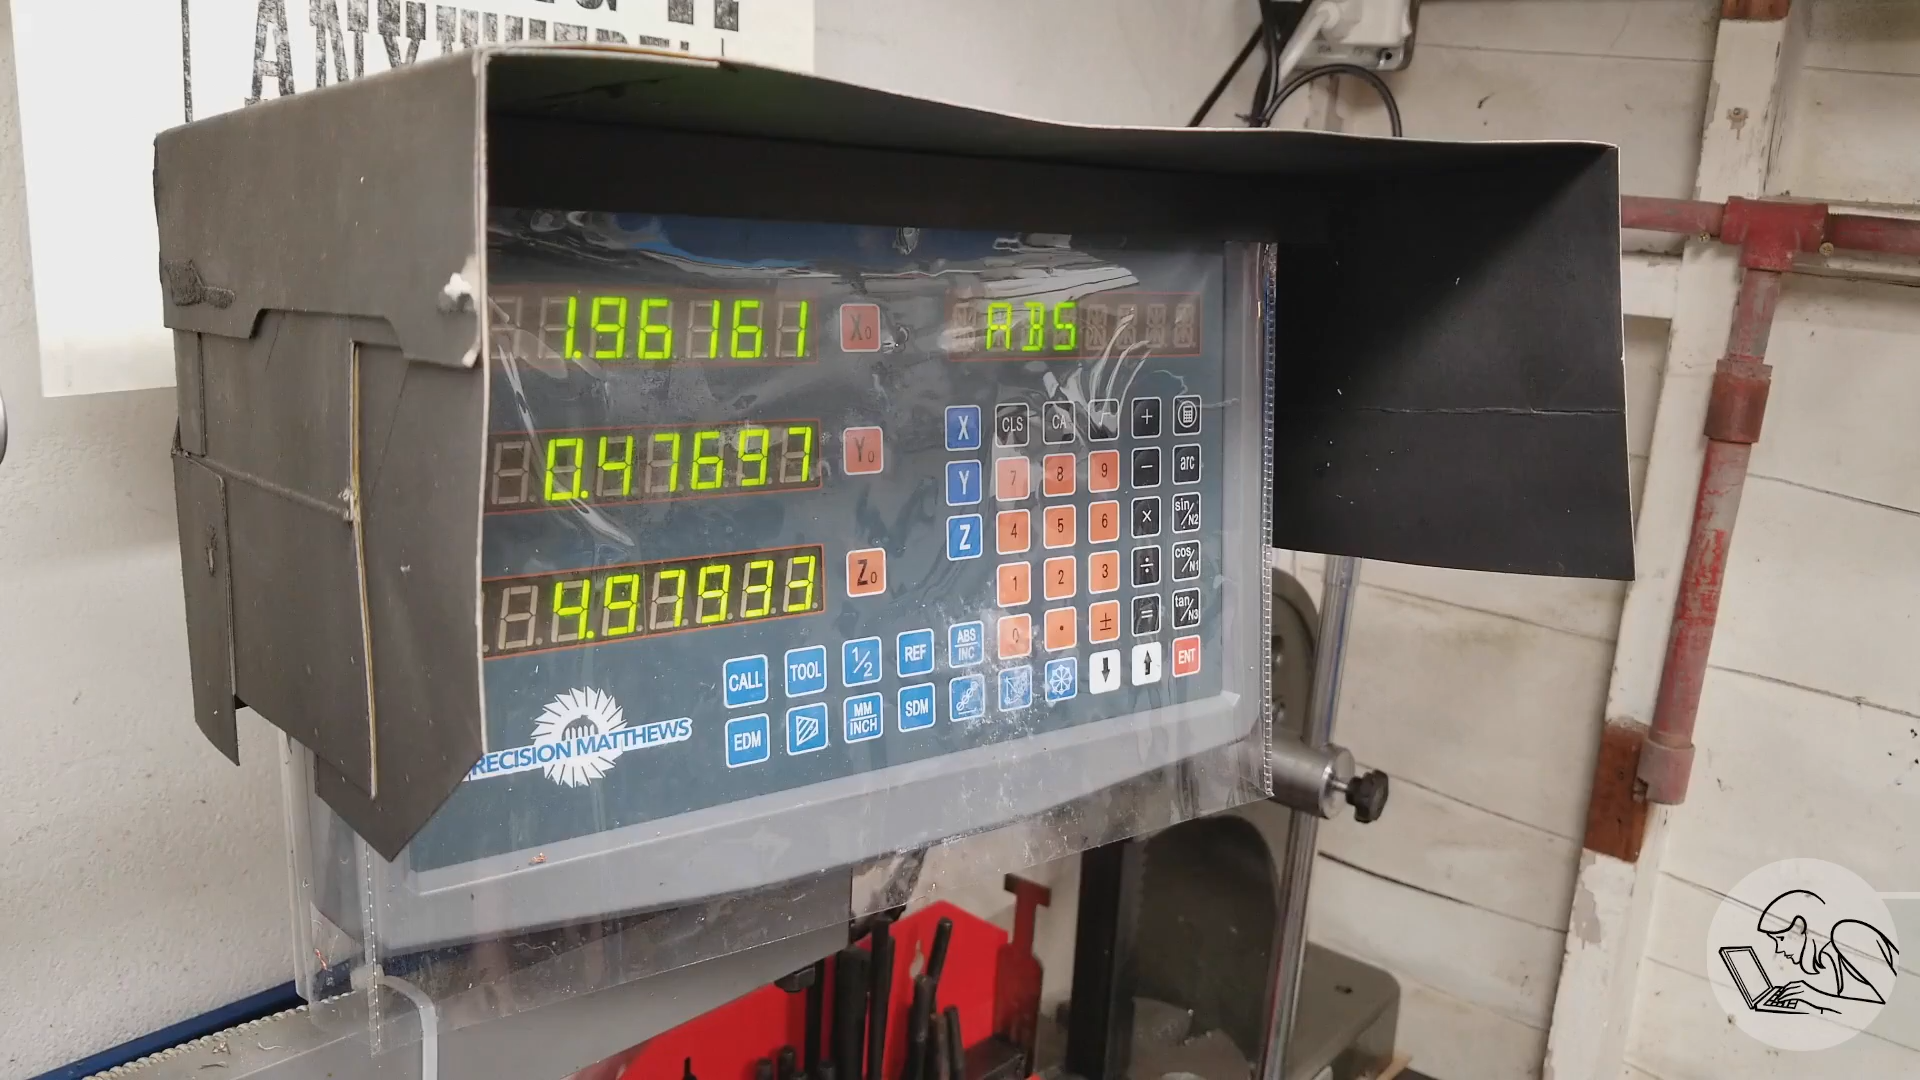 1.96161
X0
ABS
0.47697
Y0
4.97933
Z0
X
CLS
CA
+
Y
7
8
9
-
arc
Z
4
5
6
×
sin/N2
1
2
3
÷
cos/N1
0
.
±
=
tan/N3
CALL
TOOL
1/2
REF
ABS
INC
ENT
EDM
MM
INCH
SDM
RECISION MATTHEWS